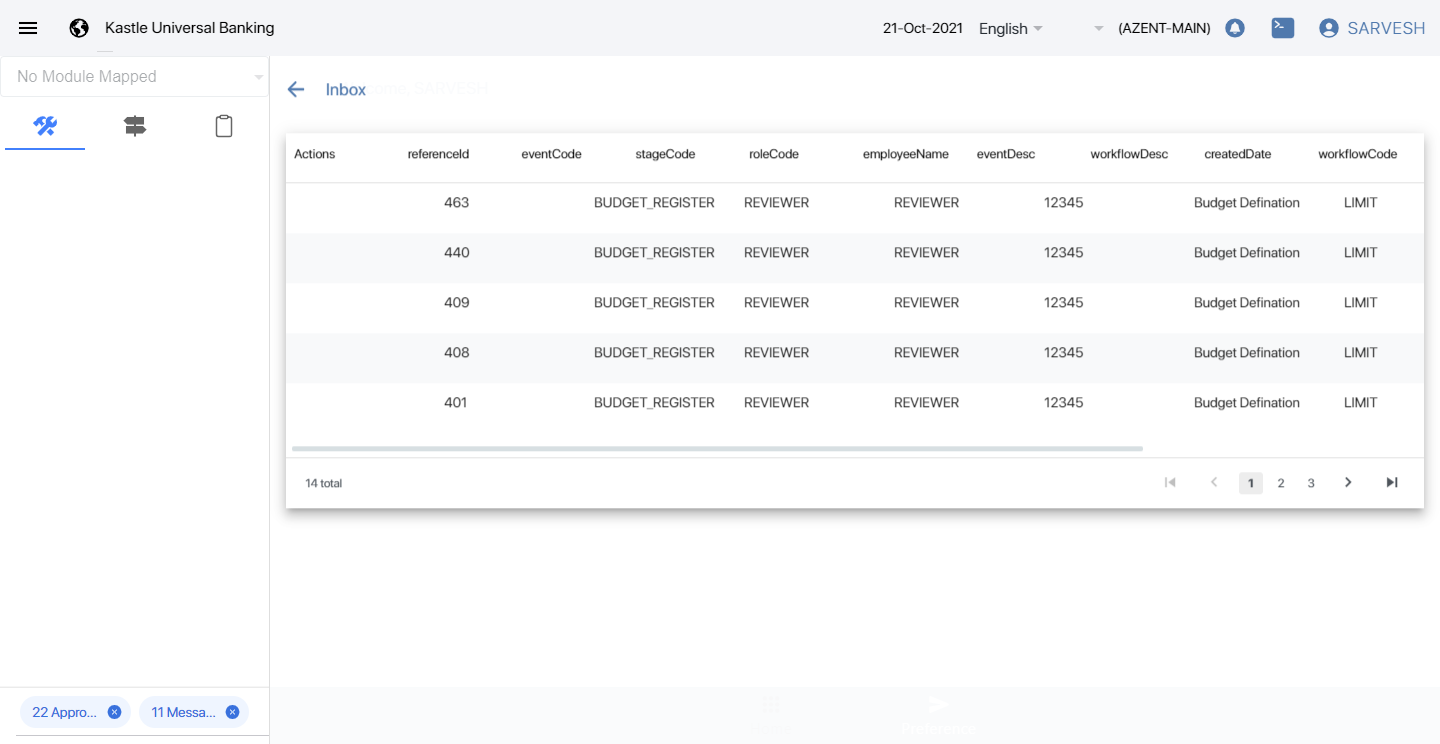 Kastle Universal Banking 21-Oct-2021 English (AZENT-MAIN) SARVESH
No Module Mapped
Inbox
Actions referenceId eventCode stageCode roleCode employeeName eventDesc workflowDesc createdDate workflowCode
463 BUDGET_REGISTER REVIEWER REVIEWER 12345 Budget Defination LIMIT
440 BUDGET_REGISTER REVIEWER REVIEWER 12345 Budget Defination LIMIT
409 BUDGET_REGISTER REVIEWER REVIEWER 12345 Budget Defination LIMIT
408 BUDGET_REGISTER REVIEWER REVIEWER 12345 Budget Defination LIMIT
401 BUDGET_REGISTER REVIEWER REVIEWER 12345 Budget Defination LIMIT
14 total 1 2 3
22 Appro... 11 Messa...